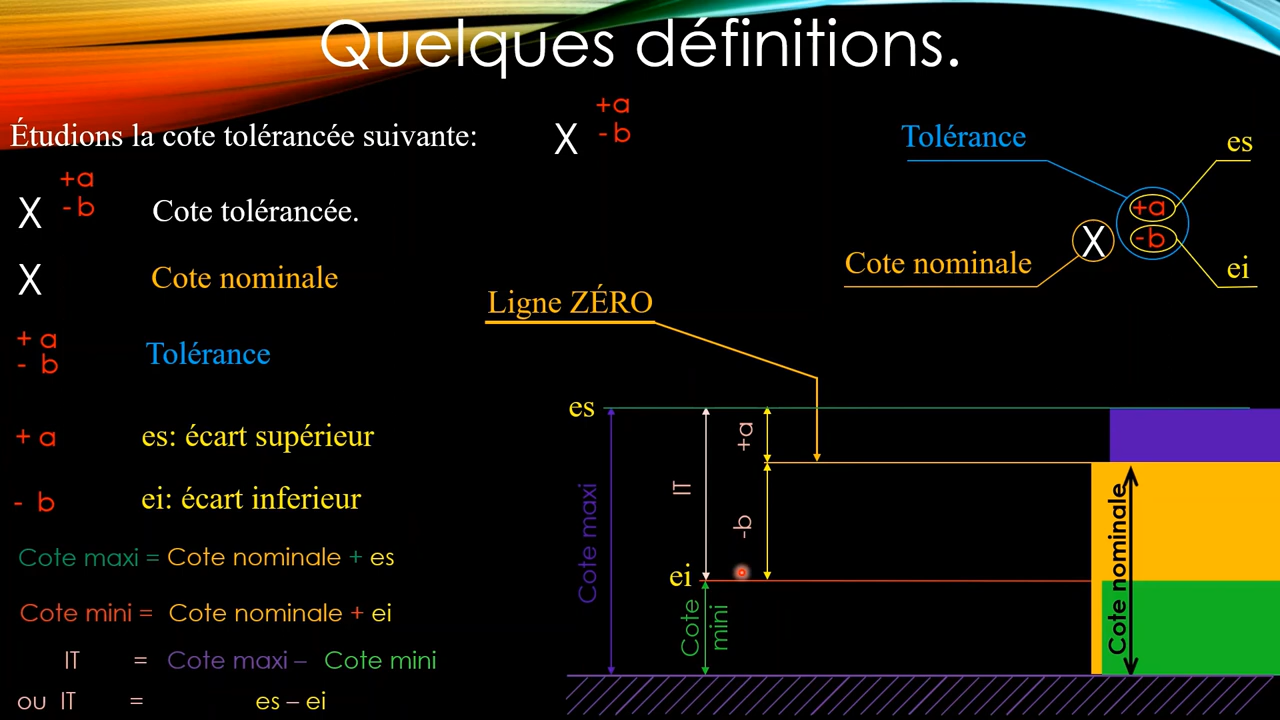 Quelques définitions.
Étudions la cote tolérancée suivante: X +a - b
X +a - b Cote tolérancée.
X Cote nominale
+ a - b Tolérance
+ a es: écart supérieur
- b ei: écart inferieur
Cote maxi = Cote nominale + es
Cote mini = Cote nominale + ei
IT = Cote maxi – Cote mini
ou IT = es – ei
Tolérance
es
+a
X -b
Cote nominale
ei
Ligne ZÉRO
es
+a
IT
-b
Cote maxi
ei
Cote
mini
Cote nominale